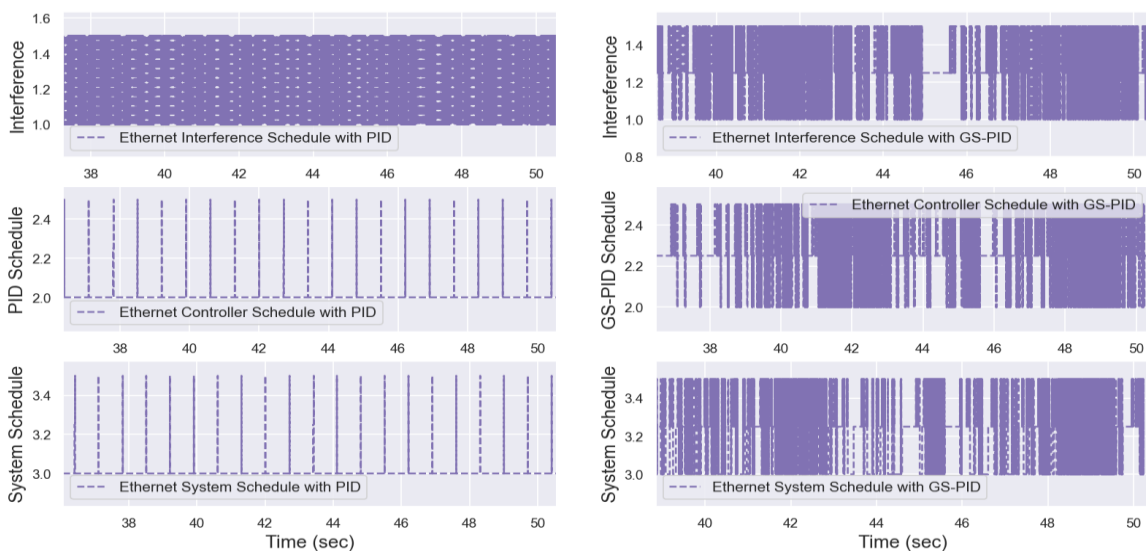 Interference
1.6
1.4
1.2
1.0
Ethernet Interference Schedule with PID
38 40 42 44 46 48 50
PID Schedule
2.4
2.2
2.0
Ethernet Controller Schedule with PID
38 40 42 44 46 48 50
System Schedule
3.4
3.2
3.0
Ethernet System Schedule with PID
38 40 42 44 46 48 50
Time (sec)
Intereference
1.4
1.2
1.0
0.8
Ethernet Interference Schedule with GS-PID
40 42 44 46 48 50
GS-PID Schedule
2.4
2.2
2.0
Ethernet Controller Schedule with GS-PID
38 40 42 44 46 48 50
System Schedule
3.4
3.2
3.0
Ethernet System Schedule with GS-PID
40 42 44 46 48 50
Time (sec)